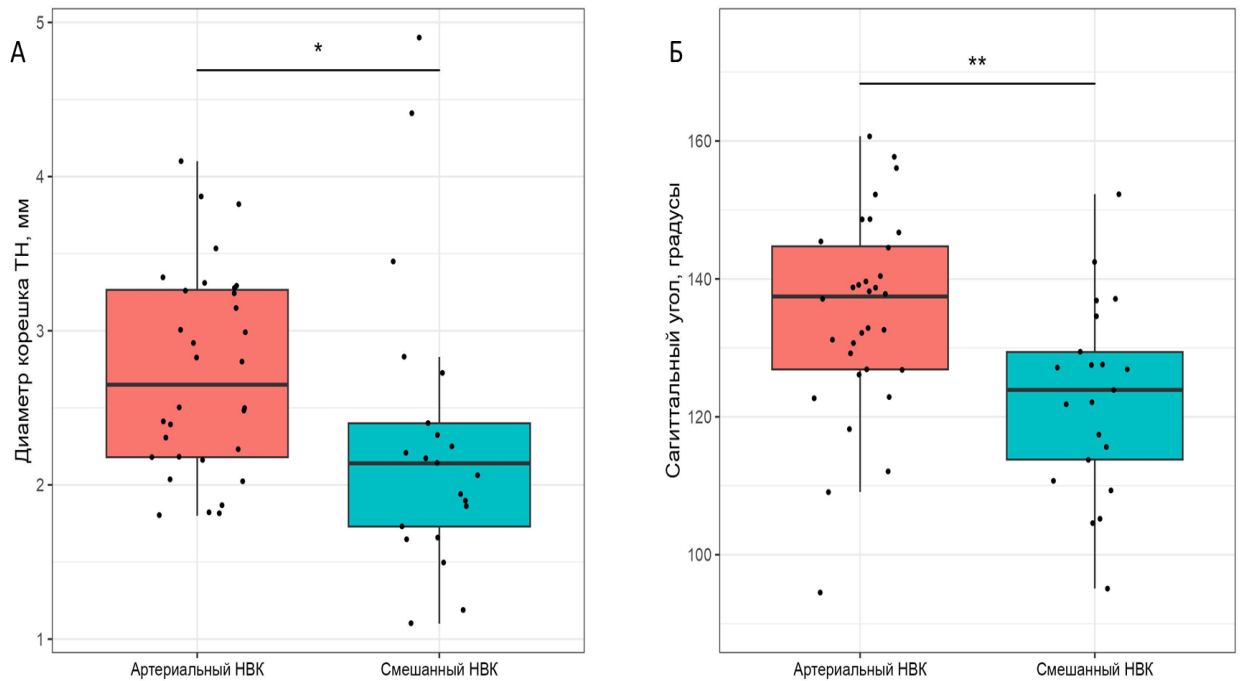 А
*
5
4
3
2
1
Диаметр корешка ТН, мм
Артериальный НВК
Смешанный НВК
Б
**
160
140
120
100
Сагиттальный угол, градусы
Артериальный НВК
Смешанный НВК